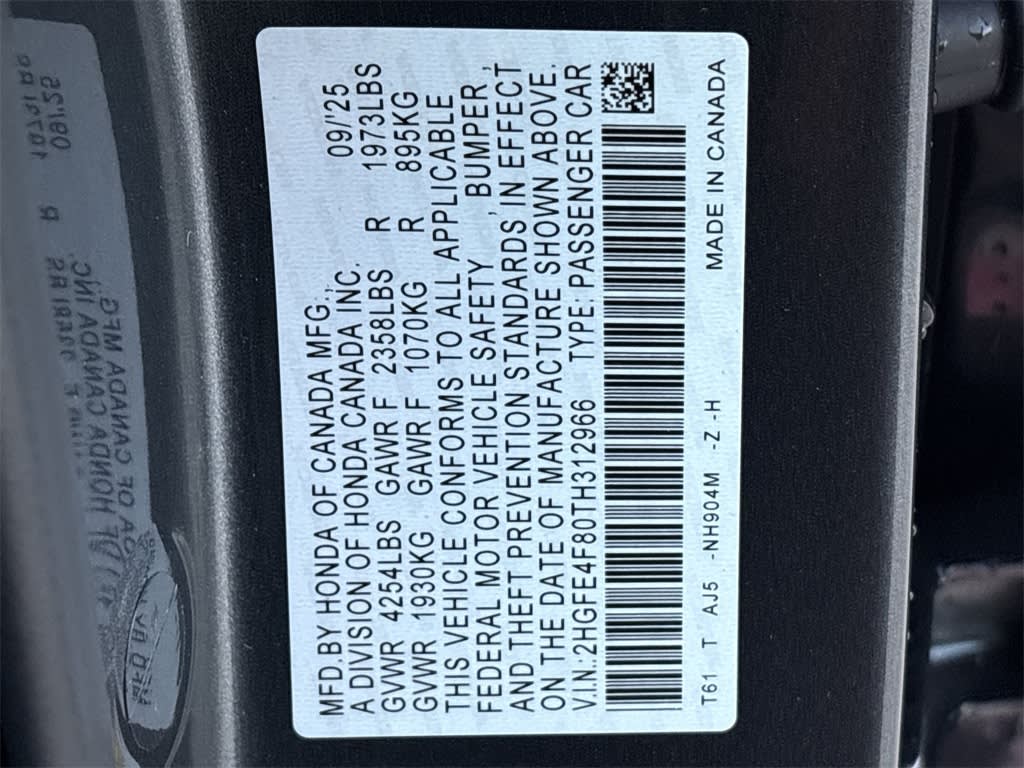 MFD.BY HONDA OF CANADA MFG., 09/'25
A DIVISION OF HONDA CANADA INC.
GVWR 4254LBS GAWR F 2358LBS R 1973LBS
GVWR 1930KG GAWR F 1070KG R 895KG
THIS VEHICLE CONFORMS TO ALL APPLICABLE
FEDERAL MOTOR VEHICLE SAFETY, BUMPER,
AND THEFT PREVENTION STANDARDS IN EFFECT
ON THE DATE OF MANUFACTURE SHOWN ABOVE.
V.I.N.:2HGFE4F80TH312966 TYPE: PASSENGER CAR
T61 T AJ5 -NH904M -Z -H MADE IN CANADA